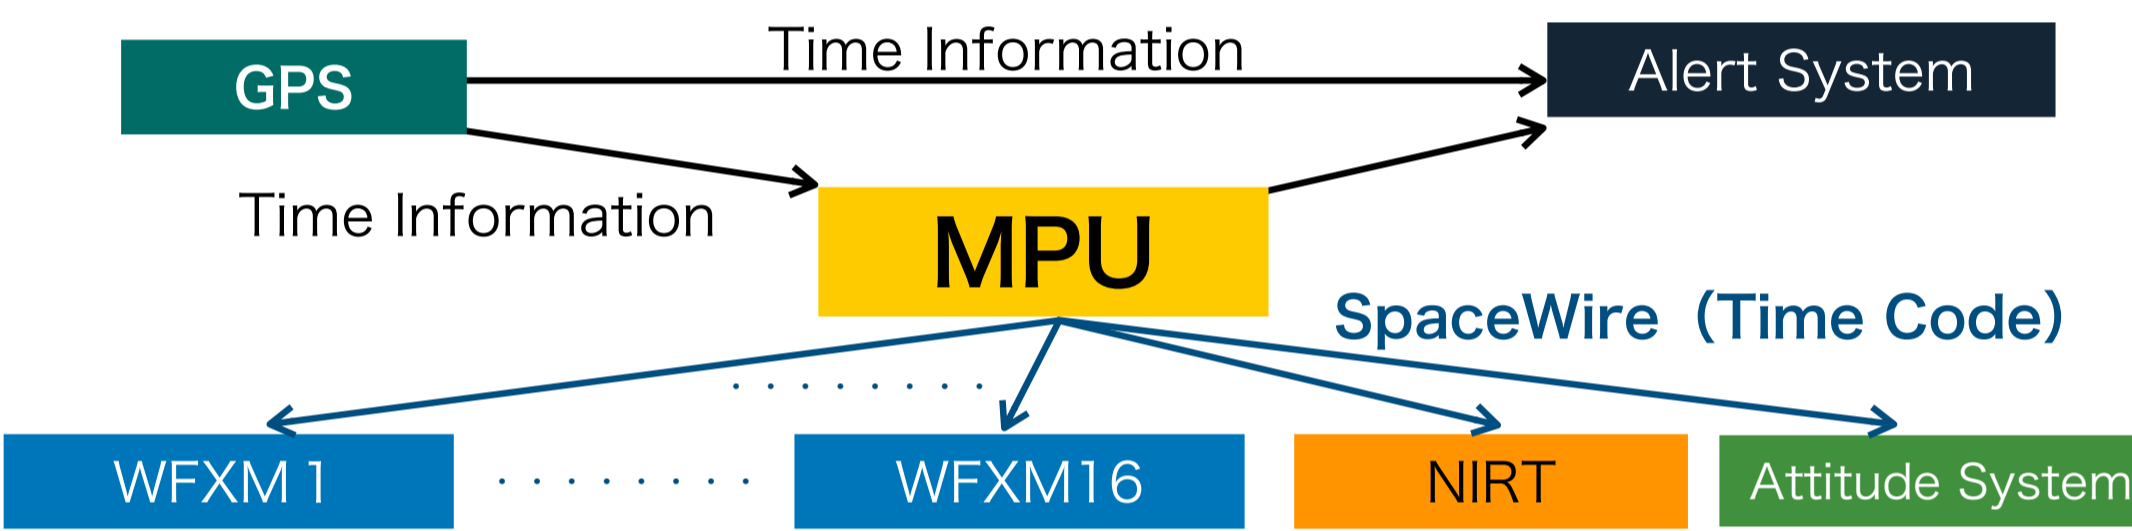 Time Information
GPS
Alert System
Time Information
MPU
SpaceWire（Time Code）
WFXM 1
WFXM16
NIRT
Attitude System